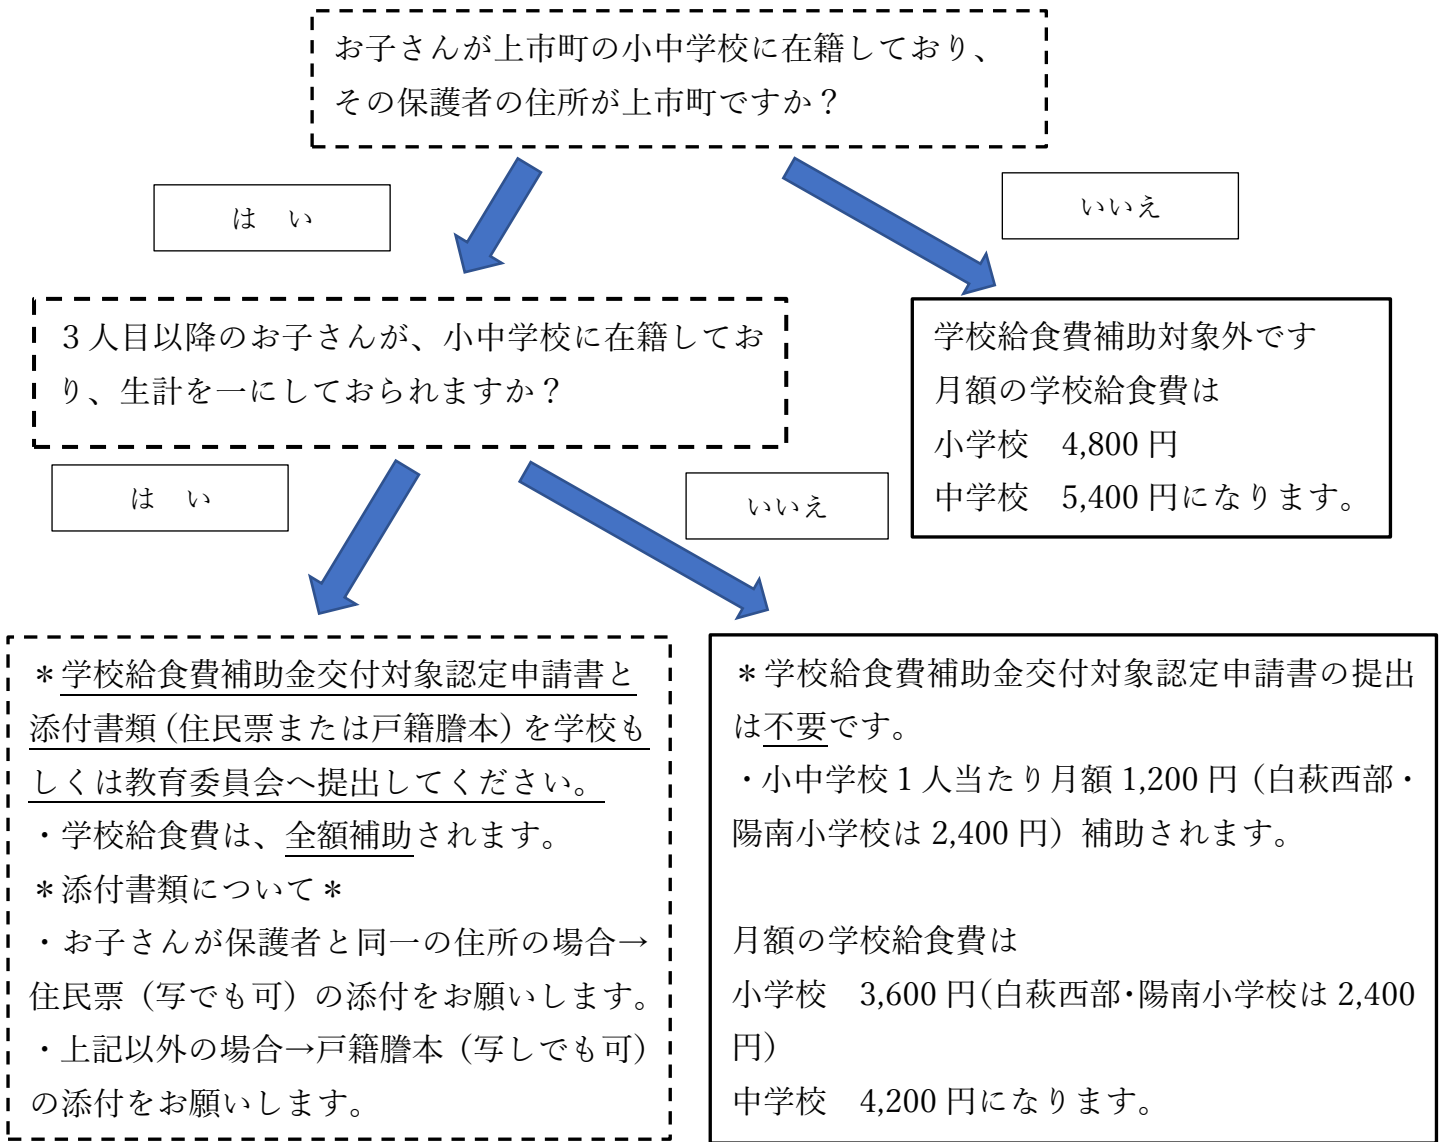 お子さんが上市町の小中学校に在籍しており、
その保護者の住所が上市町ですか？
は　い
いいえ
３人目以降のお子さんが、小中学校に在籍してお
り、生計を一にしておられますか？
学校給食費補助対象外です
月額の学校給食費は
小学校　4,800 円
中学校　5,400 円になります。
は　い
いいえ
＊学校給食費補助金交付対象認定申請書と
添付書類（住民票または戸籍謄本）を学校も
しくは教育委員会へ提出してください。
・学校給食費は、全額補助されます。
＊添付書類について＊
・お子さんが保護者と同一の住所の場合→
住民票（写でも可）の添付をお願いします。
・上記以外の場合→戸籍謄本（写しでも可）
の添付をお願いします。
＊学校給食費補助金交付対象認定申請書の提出
は不要です。
・小中学校１人当たり月額 1,200 円（白萩西部・
陽南小学校は 2,400 円）補助されます。
月額の学校給食費は
小学校　3,600 円（白萩西部・陽南小学校は 2,400
円）
中学校　4,200 円になります。